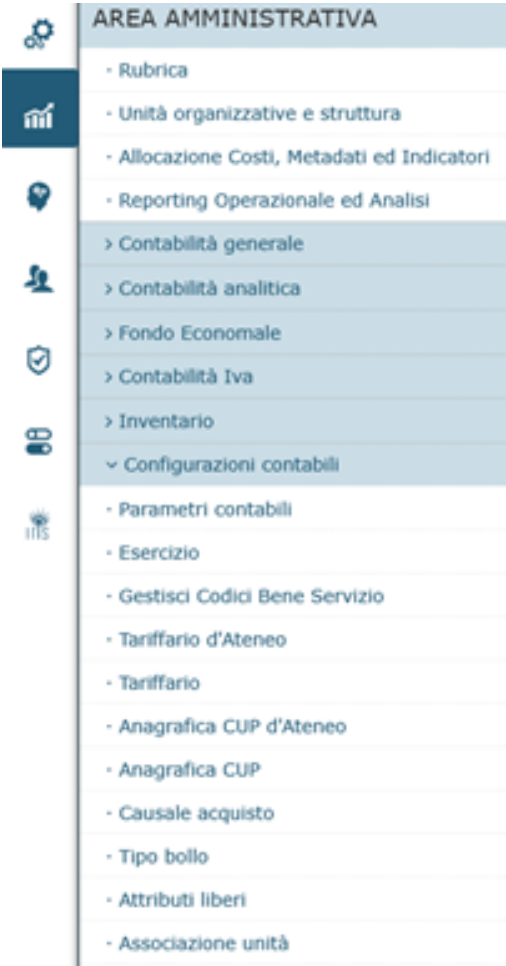 AREA AMMINISTRATIVA
- Rubrica
- Unità organizzative e struttura
- Allocazione Costi, Metadati ed Indicatori
- Reporting Operazionale ed Analisi
> Contabilità generale
> Contabilità analitica
> Fondo Economale
> Contabilità Iva
> Inventario
Configurazioni contabili
- Parametri contabili
- Esercizio
- Gestisci Codici Bene Servizio
- Tariffario d'Ateneo
- Tariffario
- Anagrafica CUP d'Ateneo
- Anagrafica CUP
- Causale acquisto
- Tipo bollo
- Attributi liberi
- Associazione unità